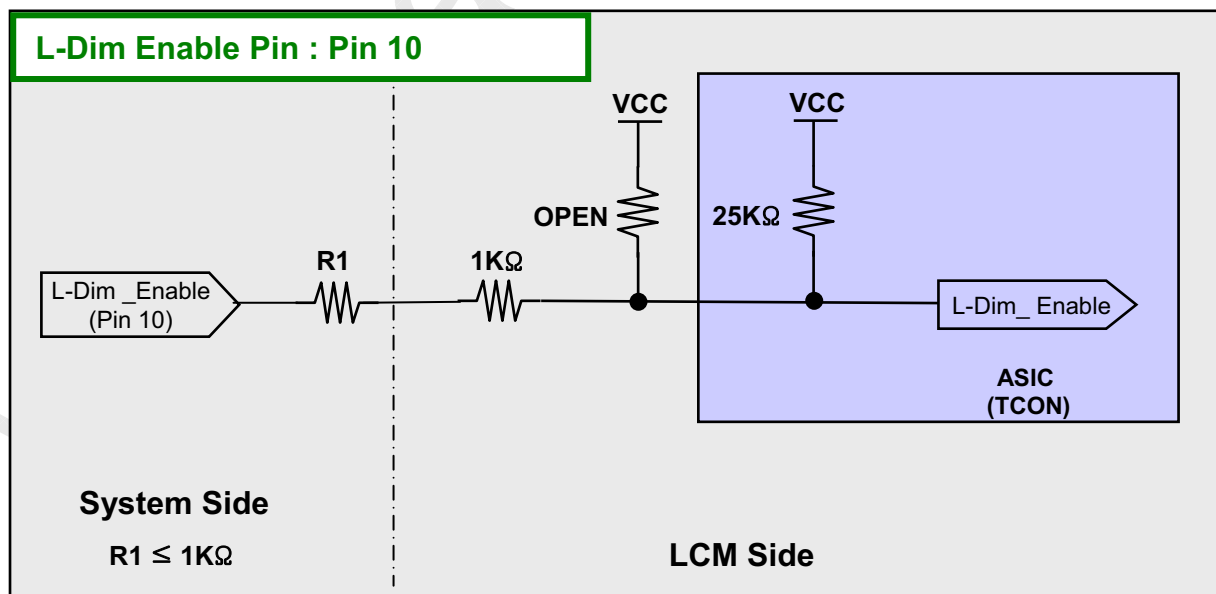 L-Dim Enable Pin : Pin 10
VCC
VCC
OPEN
25KΩ
R1
1KΩ
L-Dim _Enable
(Pin 10)
L-Dim_ Enable
ASIC
(TCON)
System Side
R1 ≤ 1KΩ
LCM Side